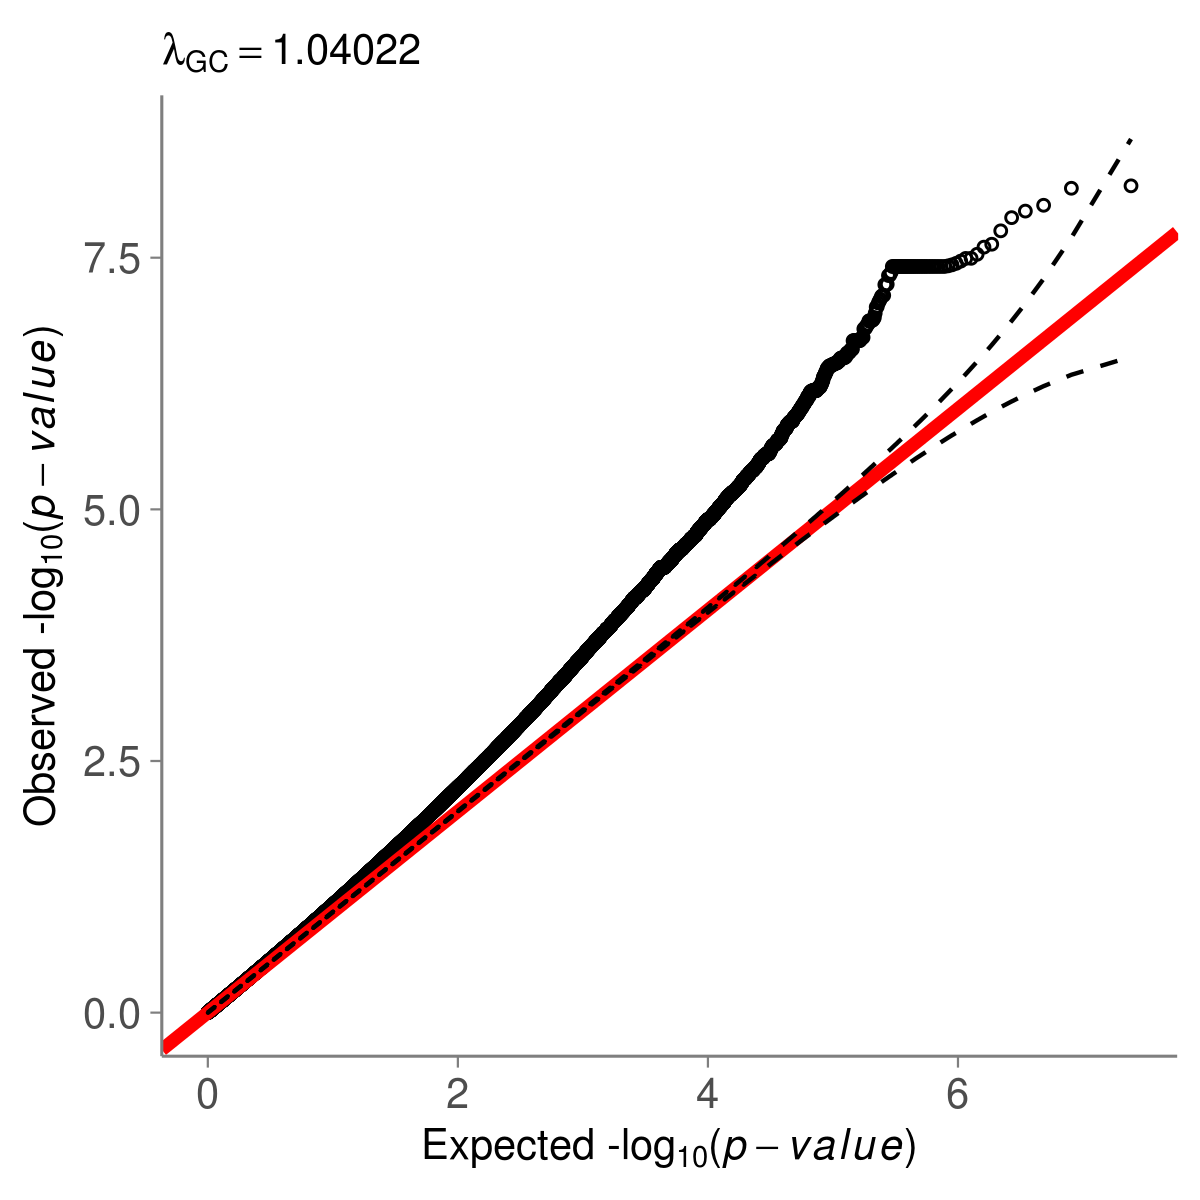 λGC = 1.04022
Observed -log10(p − value)
7.5
5.0
2.5
0.0
0 2 4 6
Expected -log10(p − value)